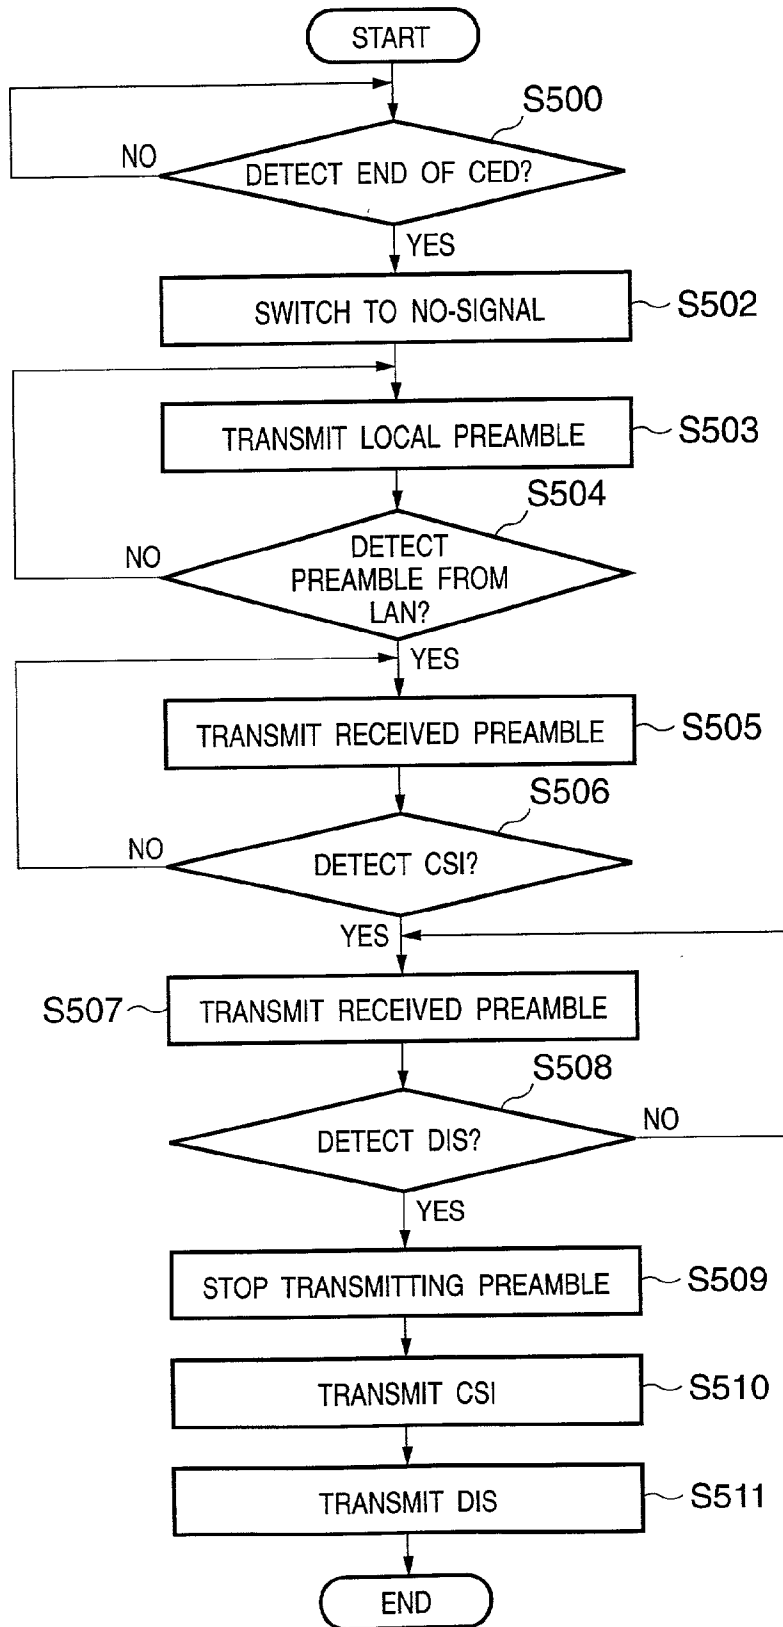 START
S500
NO
DETECT END OF CED?
YES
SWITCH TO NO-SIGNAL
S502
TRANSMIT LOCAL PREAMBLE
S503
S504
NO
DETECT
PREAMBLE FROM
LAN?
YES
TRANSMIT RECEIVED PREAMBLE
S505
S506
NO
DETECT CSI?
YES
S507
TRANSMIT RECEIVED PREAMBLE
S508
DETECT DIS?
NO
YES
STOP TRANSMITTING PREAMBLE
S509
TRANSMIT CSI
S510
TRANSMIT DIS
S511
END